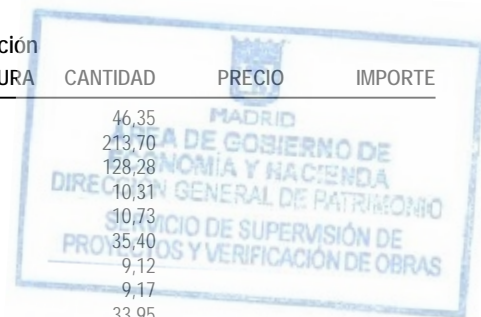 ción
URA CANTIDAD PRECIO IMPORTE
46,35
213,70
128,28
10,31
10,73
35,40
9,12
9,17
33,95
MADRID
ÁREA DE GOBIERNO DE
ECONOMÍA Y HACIENDA
DIRECCIÓN GENERAL DE PATRIMONIO
SERVICIO DE SUPERVISIÓN DE
PROYECTOS Y VERIFICACIÓN DE OBRAS